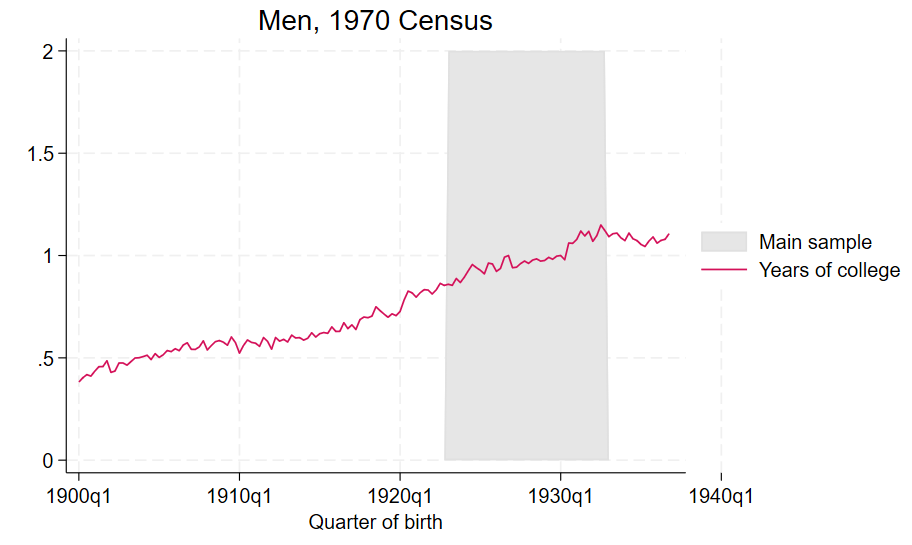 Men, 1970 Census
2
1.5
1
.5
0
1900q1 1910q1 1920q1 1930q1 1940q1
Quarter of birth
Main sample
Years of college